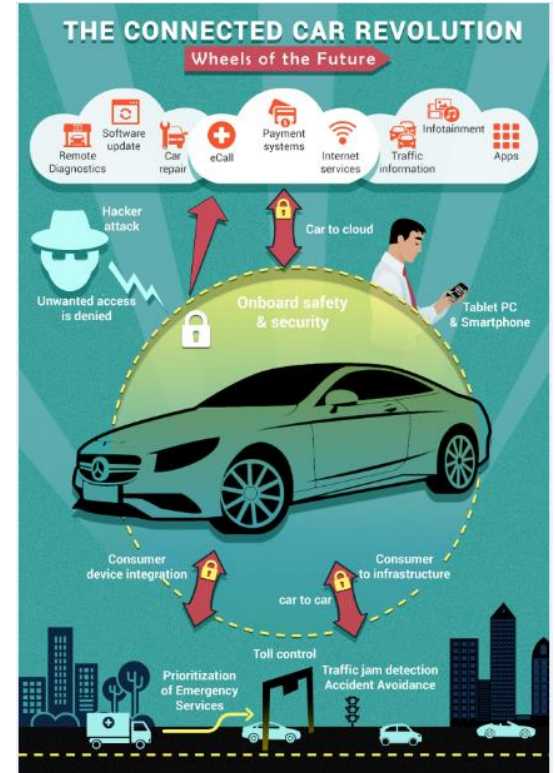 THE CONNECTED CAR REVOLUTION
Wheels of the Future
Remote
Diagnostics
Software
update
Car
repair
eCall
Payment
systems
Internet
services
Traffic
information
Infotainment
Apps
Hacker
attack
Unwanted access
is denied
Car to cloud
Tablet PC
& Smartphone
Onboard safety
& security
Consumer
device integration
Consumer
to infrastructure
car to car
Toll control
Prioritization
of Emergency
Services
Traffic jam detection
Accident Avoidance